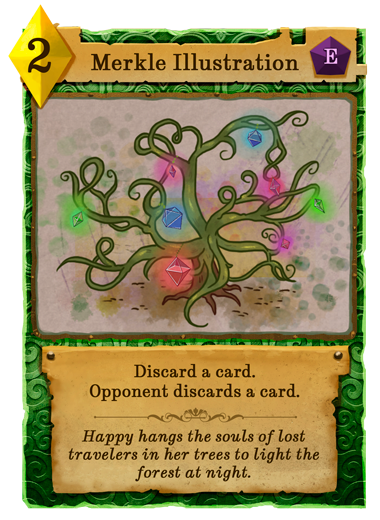 2
Merkle Illustration
E
Discard a card.
Opponent discards a card.
Happy hangs the souls of lost
travelers in her trees to light the
forest at night.